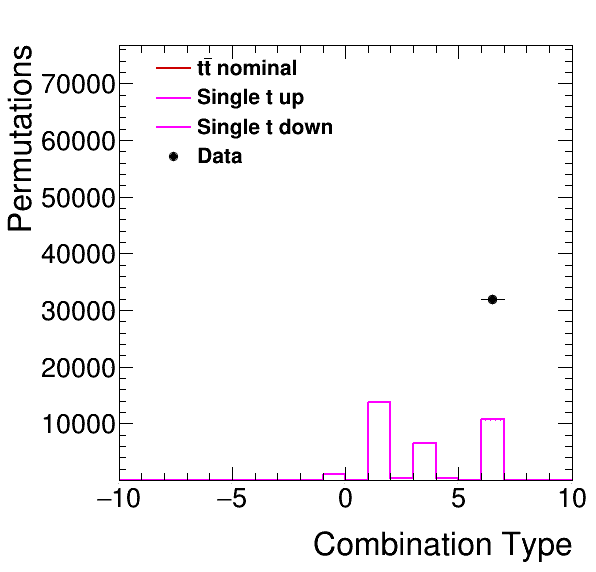 tt̄ nominal
Single t up
Single t down
Data
Permutations
70000
60000
50000
40000
30000
20000
10000
−10
−5
0
5
10
Combination Type